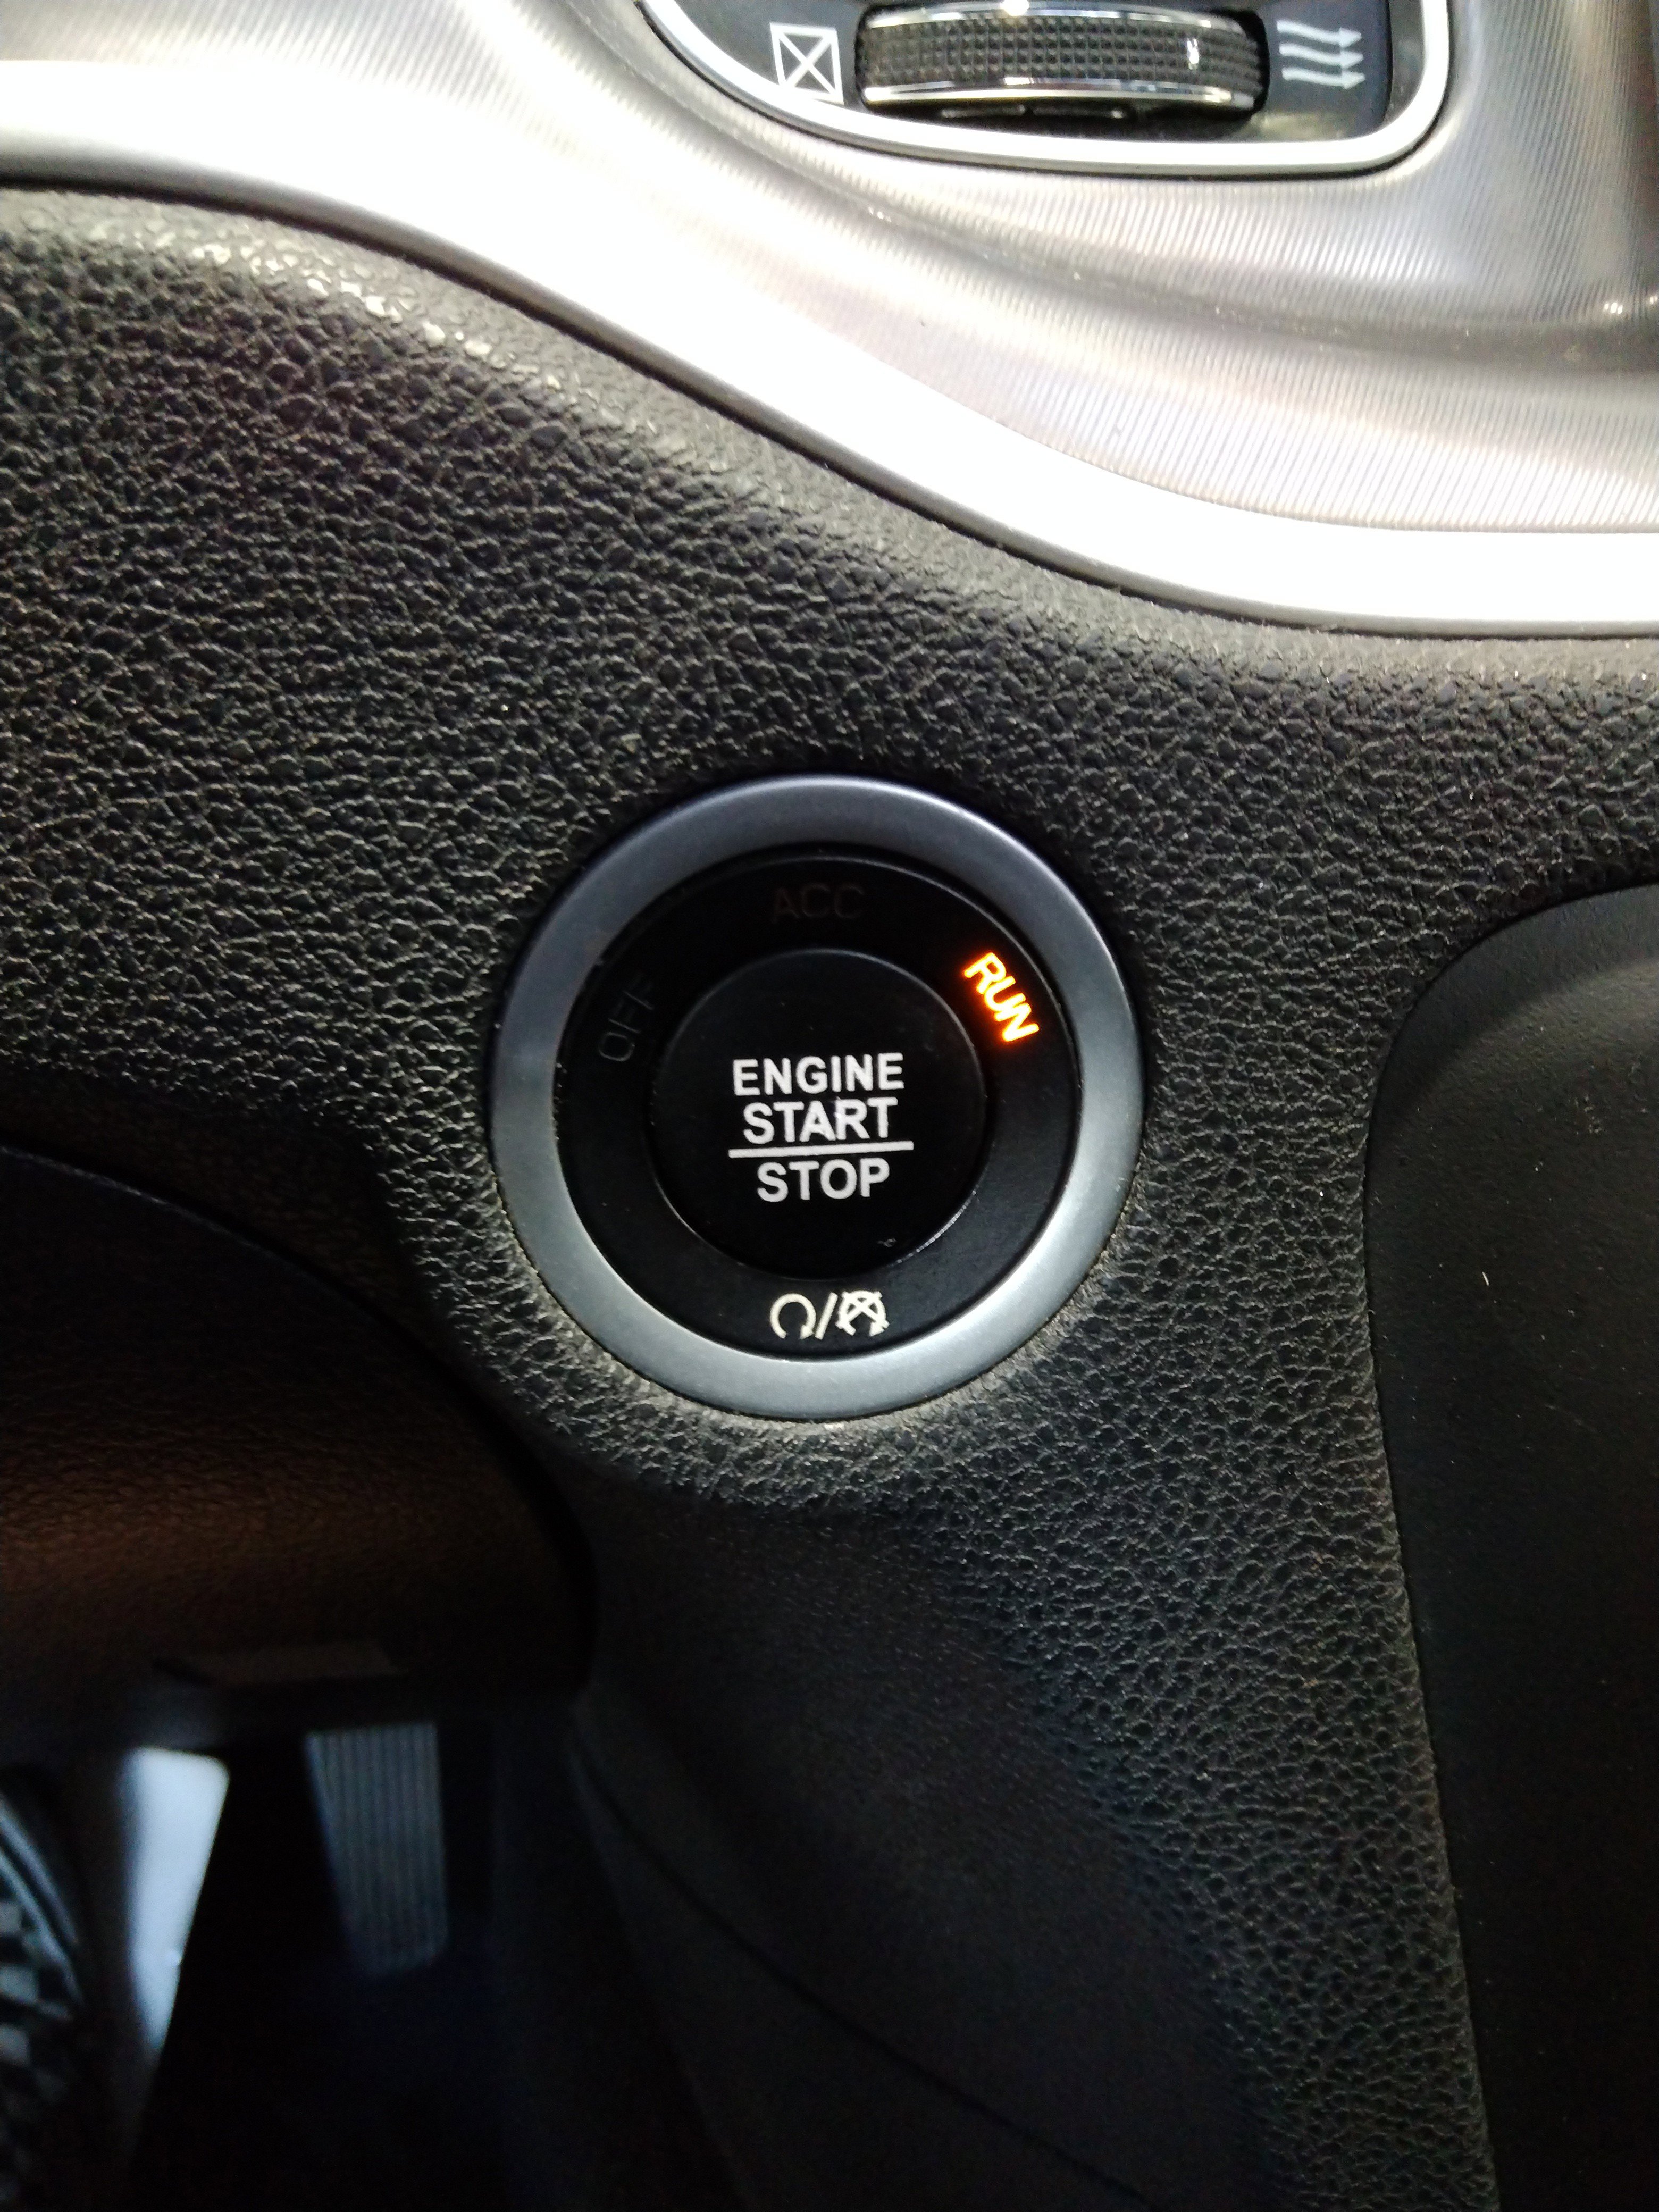 ACC
RUN
OFF
ENGINE
START
STOP